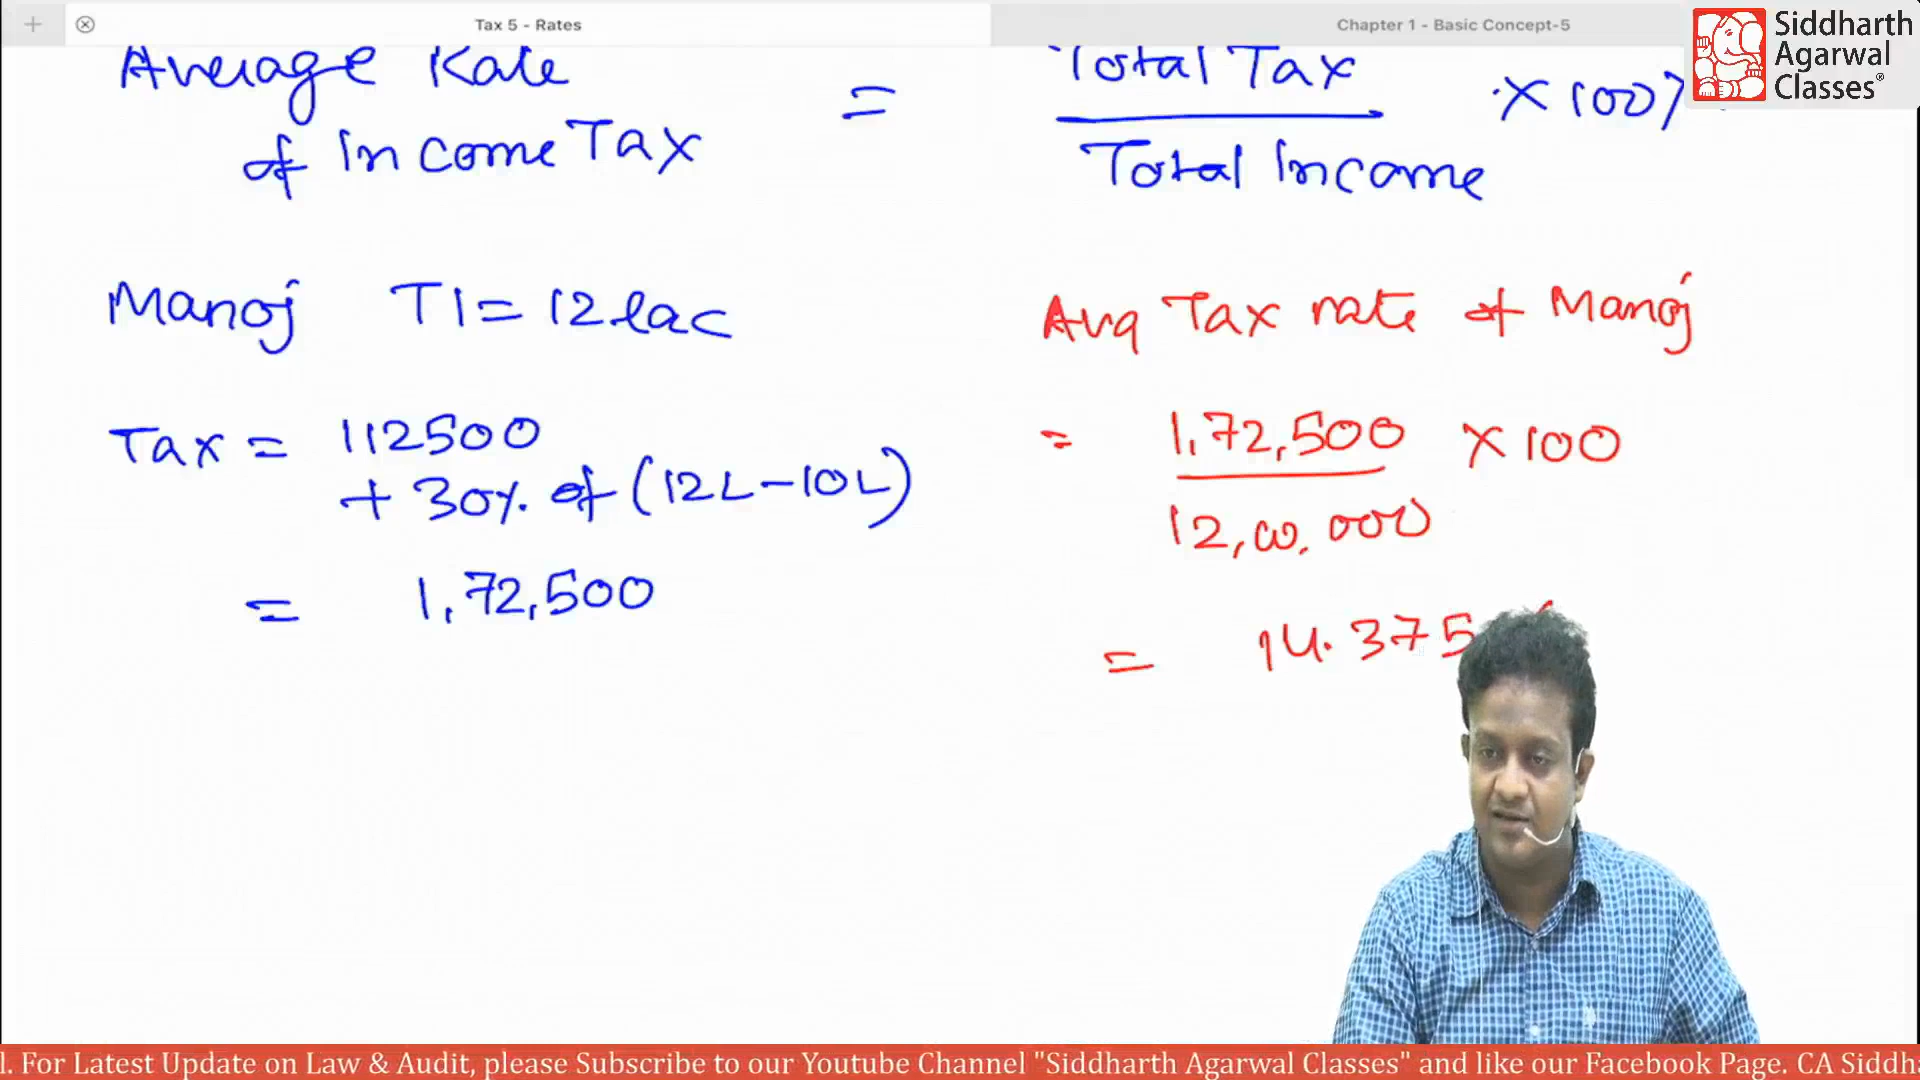 Tax 5 - Rates
Chapter 1 - Basic Concept-5
Siddharth
Agarwal
Classes®
Average Rate
of Income Tax
=
Total Tax
Total Income
× 100%
Manoj TI = 12 lac
Tax = 112500
+ 30% of (12L - 10L)
= 1,72,500
Avg Tax rate of Manoj
= 1,72,500 × 100
12,00,000
= 14.375
l. For Latest Update on Law & Audit, please Subscribe to our Youtube Channel "Siddharth Agarwal Classes" and like our Facebook Page. CA Siddh